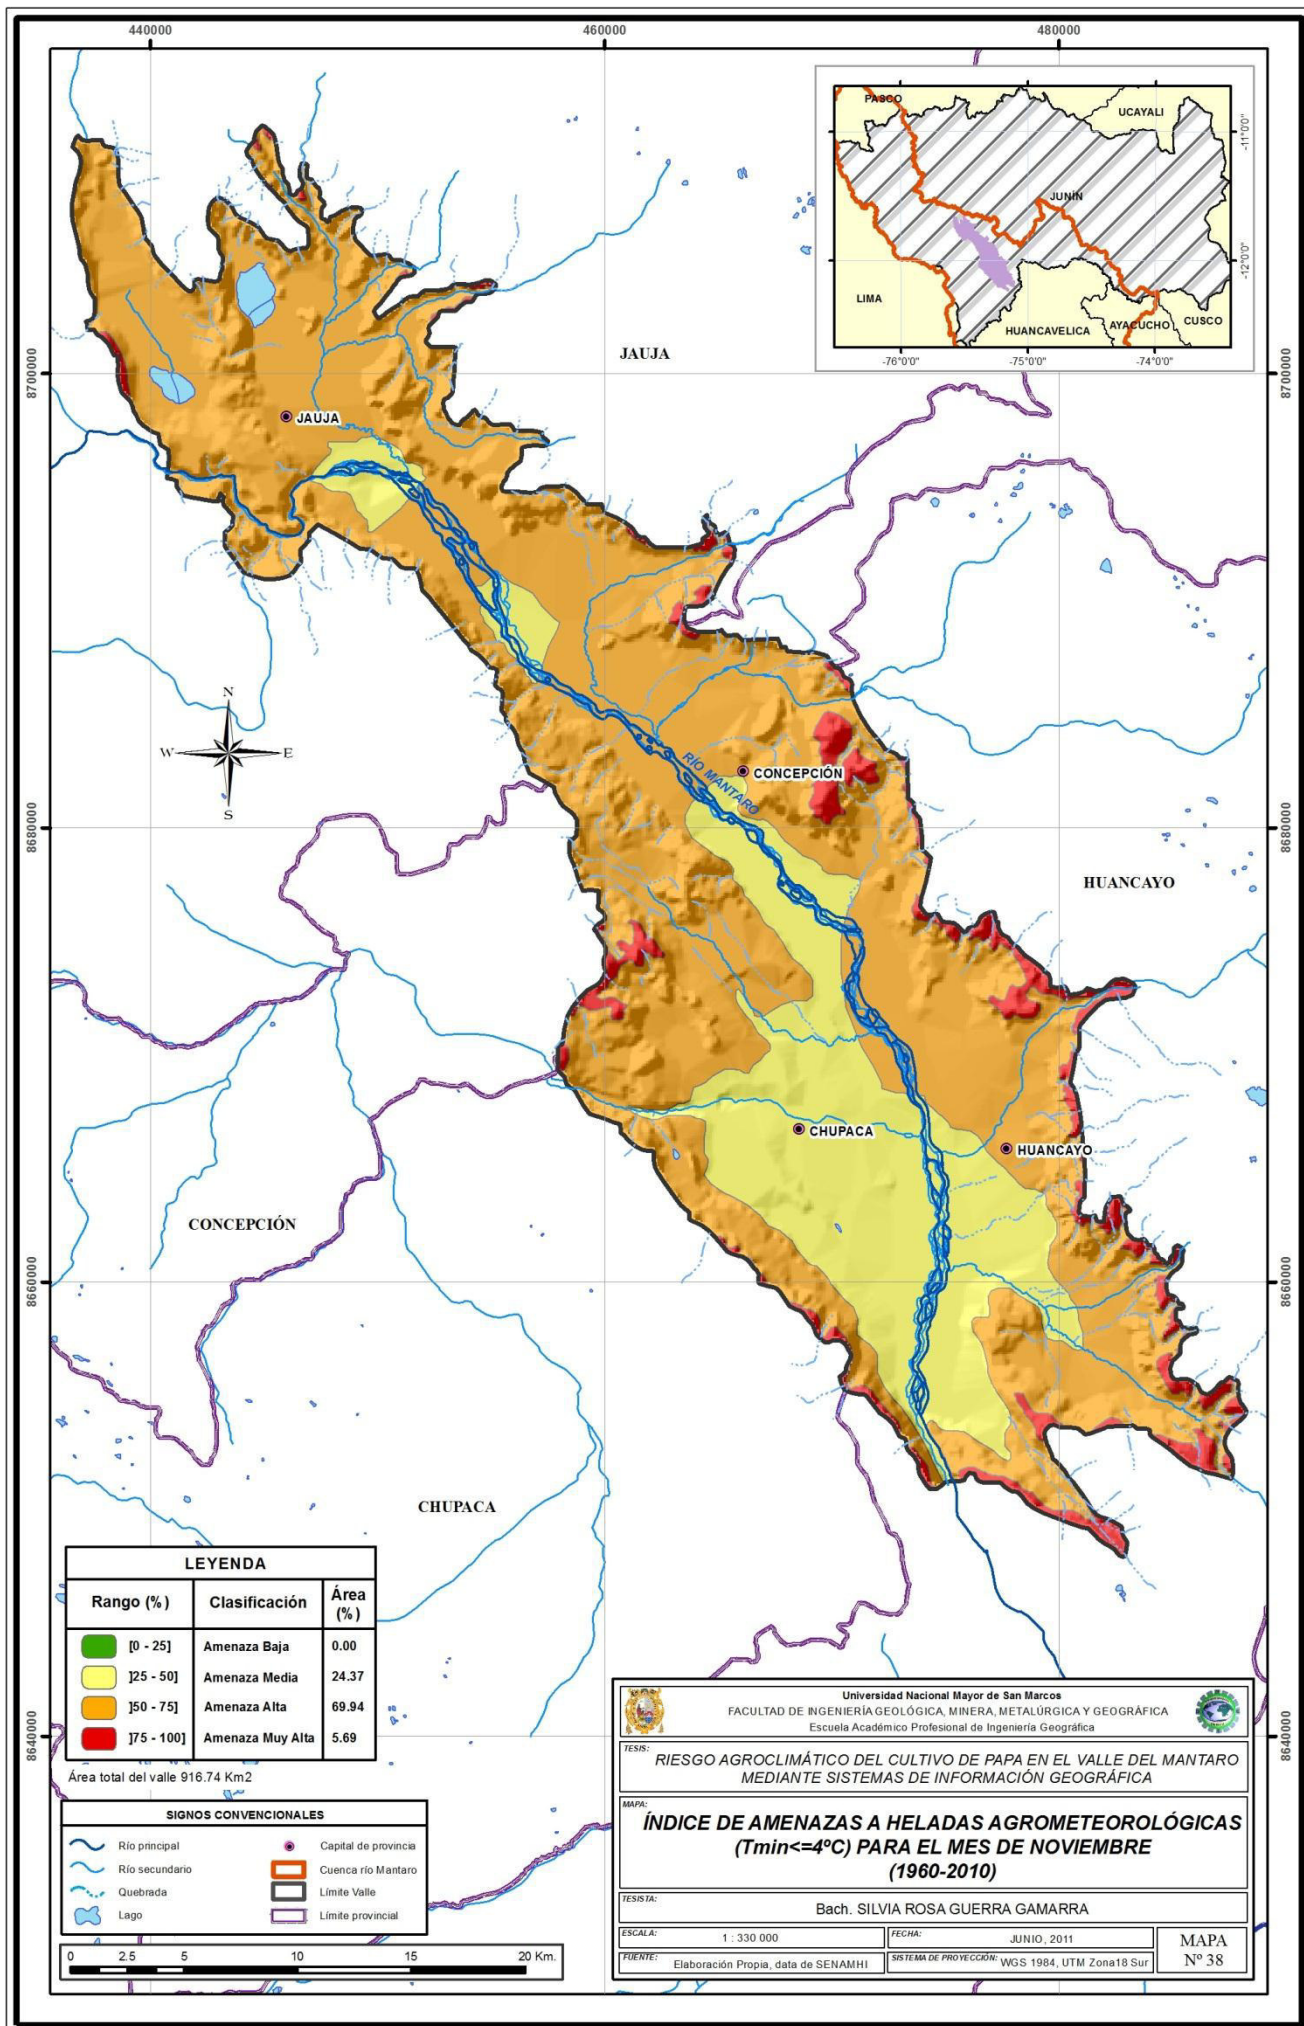 440000
460000
480000
PASCO
UCAYALI
-11°0'0"
JUNÍN
-12°0'0"
LIMA
HUANCAVELICA
AYACUCHO
CUSCO
-76°0'0"
-75°0'0"
-74°0'0"
JAUJA
8700000
8700000
JAUJA
N
W
E
S
RÍO MANTARO
CONCEPCIÓN
8680000
8680000
HUANCAYO
CHUPACA
HUANCAYO
CONCEPCIÓN
8660000
8660000
CHUPACA
LEYENDA
Rango (%) Clasificación Área (%)
[0 - 25] Amenaza Baja 0.00
]25 - 50] Amenaza Media 24.37
]50 - 75] Amenaza Alta 69.94
]75 - 100] Amenaza Muy Alta 5.69
Área total del valle 916.74 Km2
8640000
8640000
SIGNOS CONVENCIONALES
Río principal
Río secundario
Quebrada
Lago
Capital de provincia
Cuenca río Mantaro
Límite Valle
Límite provincial
0 2.5 5 10 15 20 Km.
Universidad Nacional Mayor de San Marcos
FACULTAD DE INGENIERÍA GEOLÓGICA, MINERA, METALÚRGICA Y GEOGRÁFICA
Escuela Académico Profesional de Ingeniería Geográfica
TESIS:
RIESGO AGROCLIMÁTICO DEL CULTIVO DE PAPA EN EL VALLE DEL MANTARO
MEDIANTE SISTEMAS DE INFORMACIÓN GEOGRÁFICA
MAPA:
ÍNDICE DE AMENAZAS A HELADAS AGROMETEOROLÓGICAS
(Tmin<=4ºC) PARA EL MES DE NOVIEMBRE
(1960-2010)
TESISTA:
Bach. SILVIA ROSA GUERRA GAMARRA
ESCALA: 1 : 330 000
FECHA: JUNIO, 2011
FUENTE: Elaboración Propia, data de SENAMHI
SISTEMA DE PROYECCIÓN: WGS 1984, UTM Zona18 Sur
MAPA
Nº 38